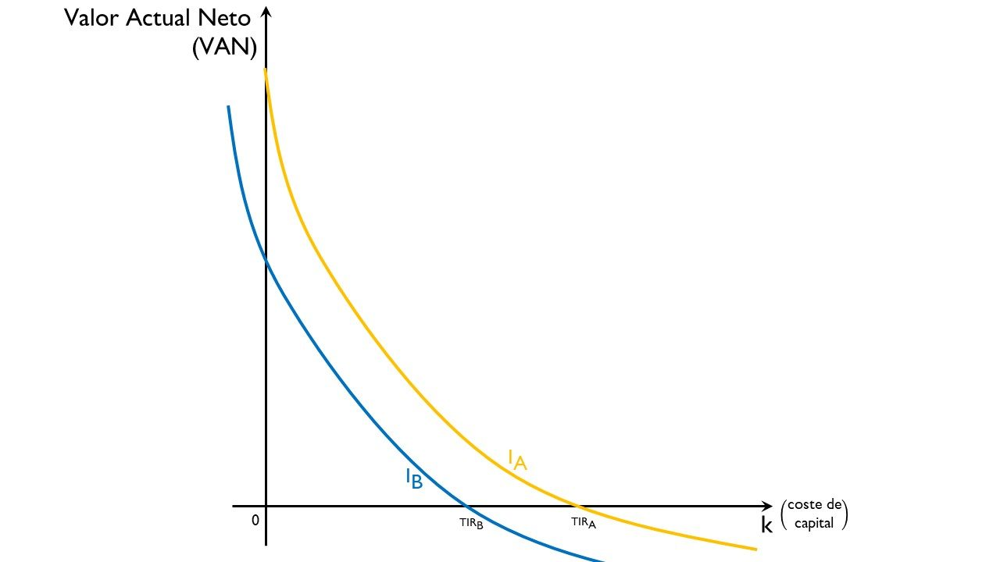 Valor Actual Neto
(VAN)
I_A
I_B
0
TIR_B
TIR_A
k
(coste de
capital)